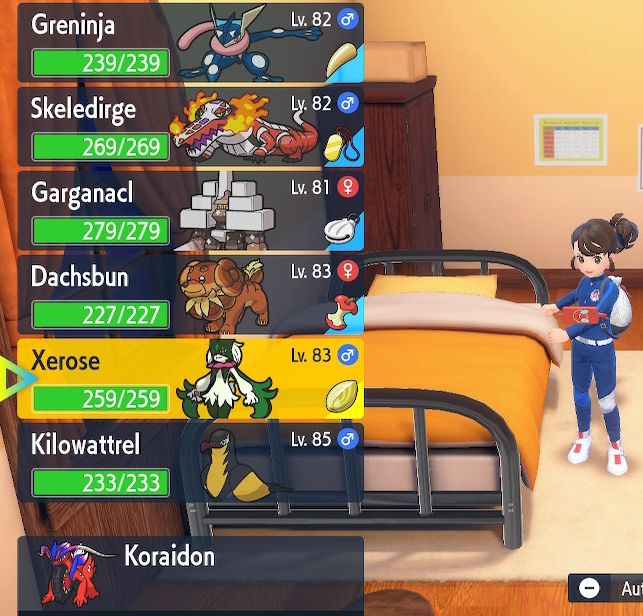 Greninja
Lv. 82
239/239
Skeledirge
Lv. 82
269/269
Garganacl
Lv. 81
279/279
Dachsbun
Lv. 83
227/227
Xerose
Lv. 83
259/259
Kilowattrel
Lv. 85
233/233
Koraidon
Au